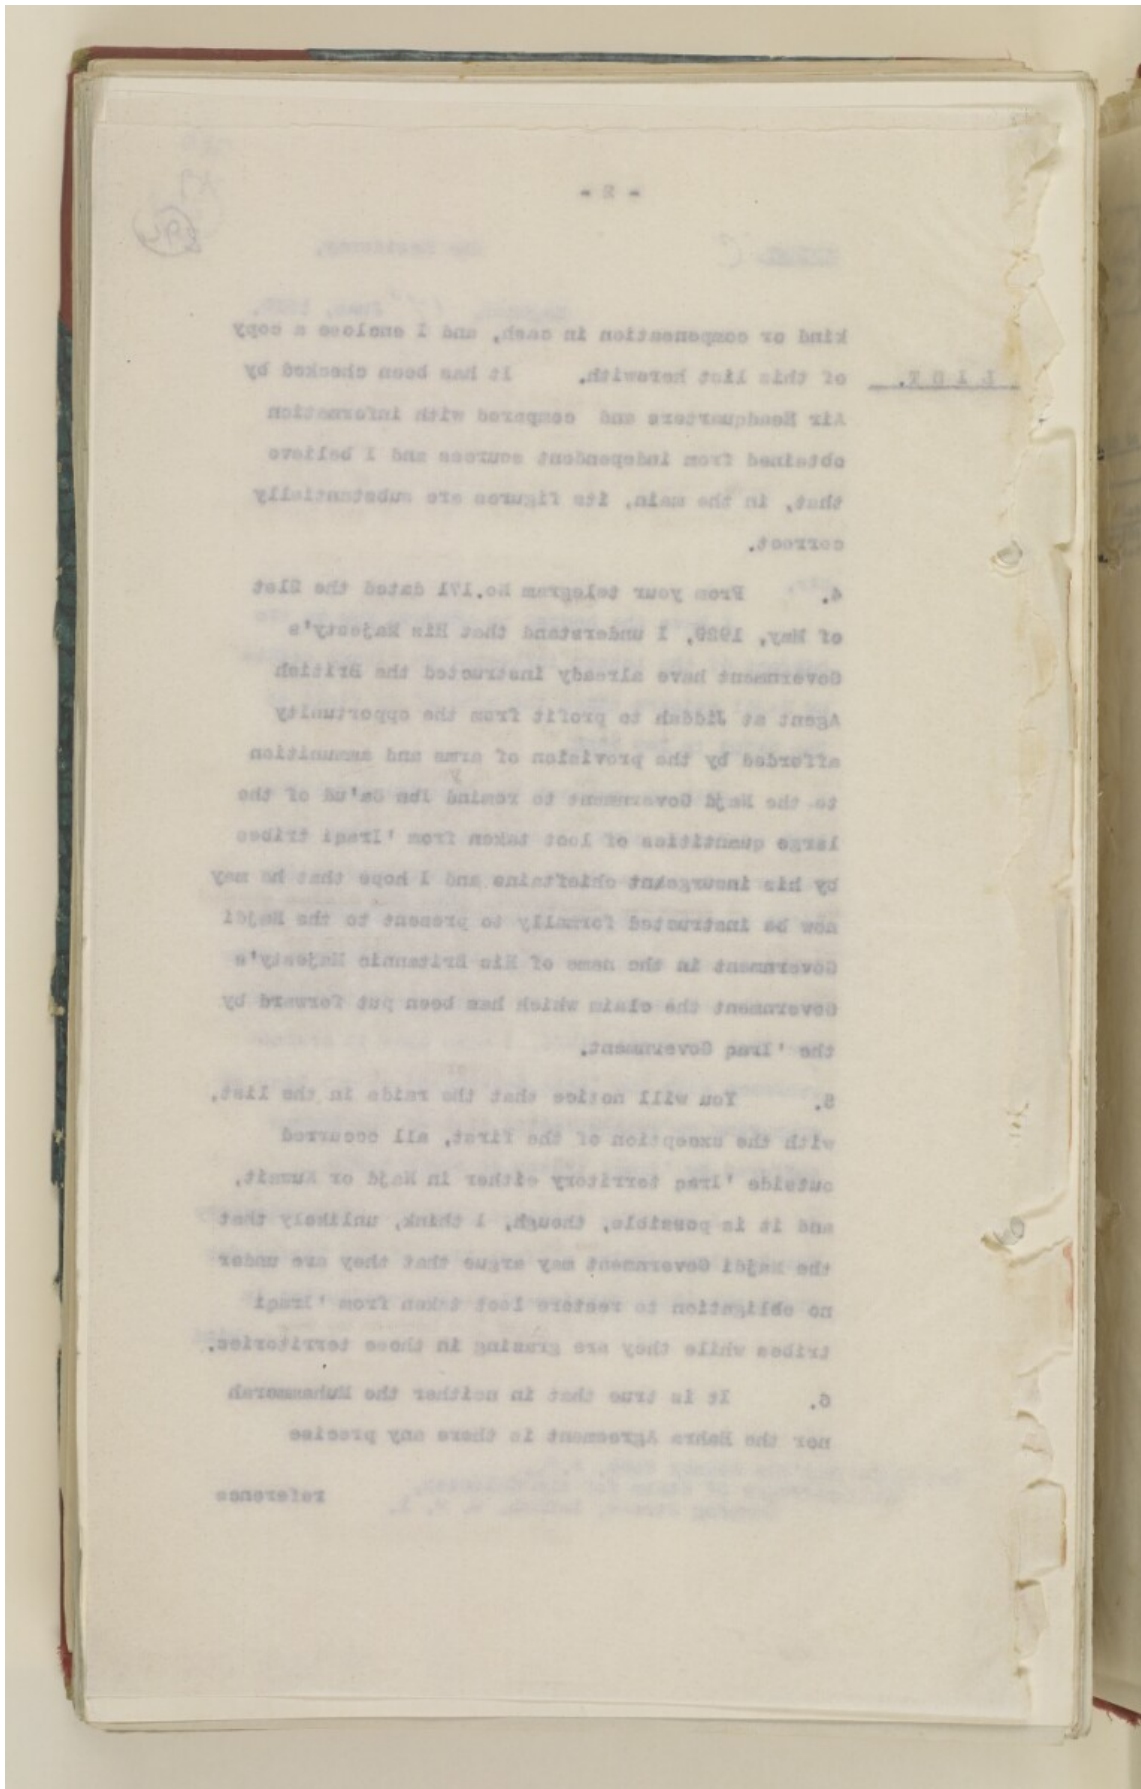 - 2 -
kind or compensation in cash, and I enclose a copy
LIST. of this list herewith. It has been checked by
Air Headquarters and compared with information
obtained from independent sources and I believe
that, in the main, its figures are substantially
correct.
4. From your telegram No.171 dated the 21st
of May, 1929, I understand that His Majesty's
Government have already instructed the British
Agent at Jiddah to profit from the opportunity
afforded by the provision of arms and ammunition
to the Najd Government to remind Ibn Sa'ud of the
large quantities of loot taken from 'Iraqi tribes
by his insurgent chieftains and I hope that he may
now be instructed formally to present to the Najdi
Government in the name of His Britannic Majesty's
Government the claim which has been put forward by
the 'Iraq Government.
5. You will notice that the raids in the list,
with the exception of the first, all occurred
outside 'Iraq territory either in Najd or Kuwait,
and it is possible, though, I think, unlikely that
the Najdi Government may argue that they are under
no obligation to restore loot taken from 'Iraqi
tribes while they are grazing in those territories.
6. It is true that in neither the Muhammerah
nor the Bahra Agreement is there any precise
reference